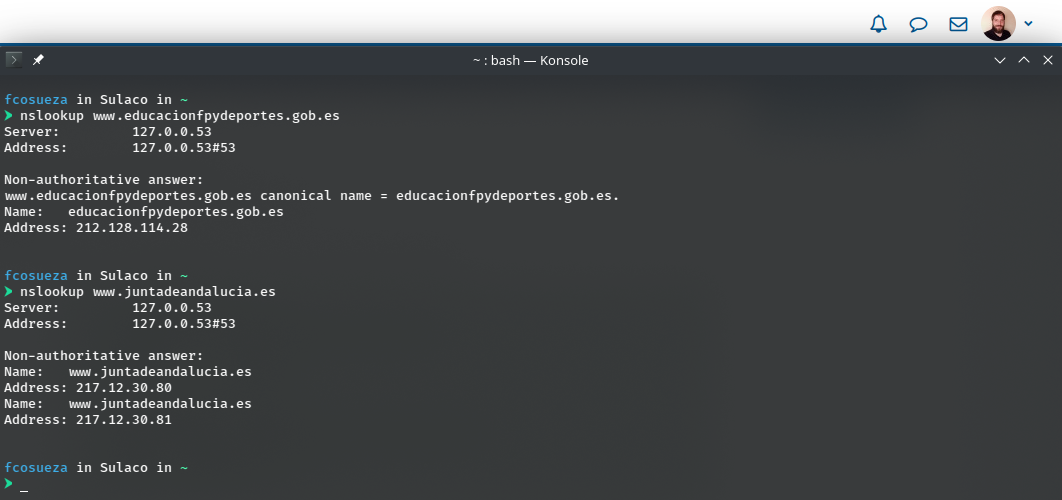 ~ : bash — Konsole
fcosueza in Sulaco in ~
➤ nslookup www.educacionfpydeportes.gob.es
Server:         127.0.0.53
Address:        127.0.0.53#53
Non-authoritative answer:
www.educacionfpydeportes.gob.es canonical name = educacionfpydeportes.gob.es.
Name:   educacionfpydeportes.gob.es
Address: 212.128.114.28
fcosueza in Sulaco in ~
➤ nslookup www.juntadeandalucia.es
Server:         127.0.0.53
Address:        127.0.0.53#53
Non-authoritative answer:
Name:   www.juntadeandalucia.es
Address: 217.12.30.80
Name:   www.juntadeandalucia.es
Address: 217.12.30.81
fcosueza in Sulaco in ~
➤ _